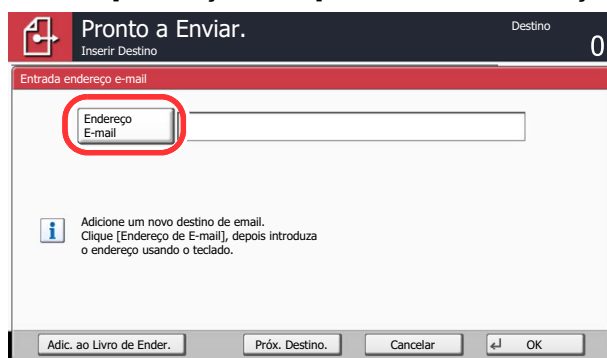 Pronto a Enviar.
Destino
Inserir Destino
0
Entrada endereço e-mail
Endereço
E-mail
Adicione um novo destino de email.
Clique [Endereço de E-mail], depois introduza
o endereço usando o teclado.
Adic. ao Livro de Ender.
Próx. Destino.
Cancelar
OK